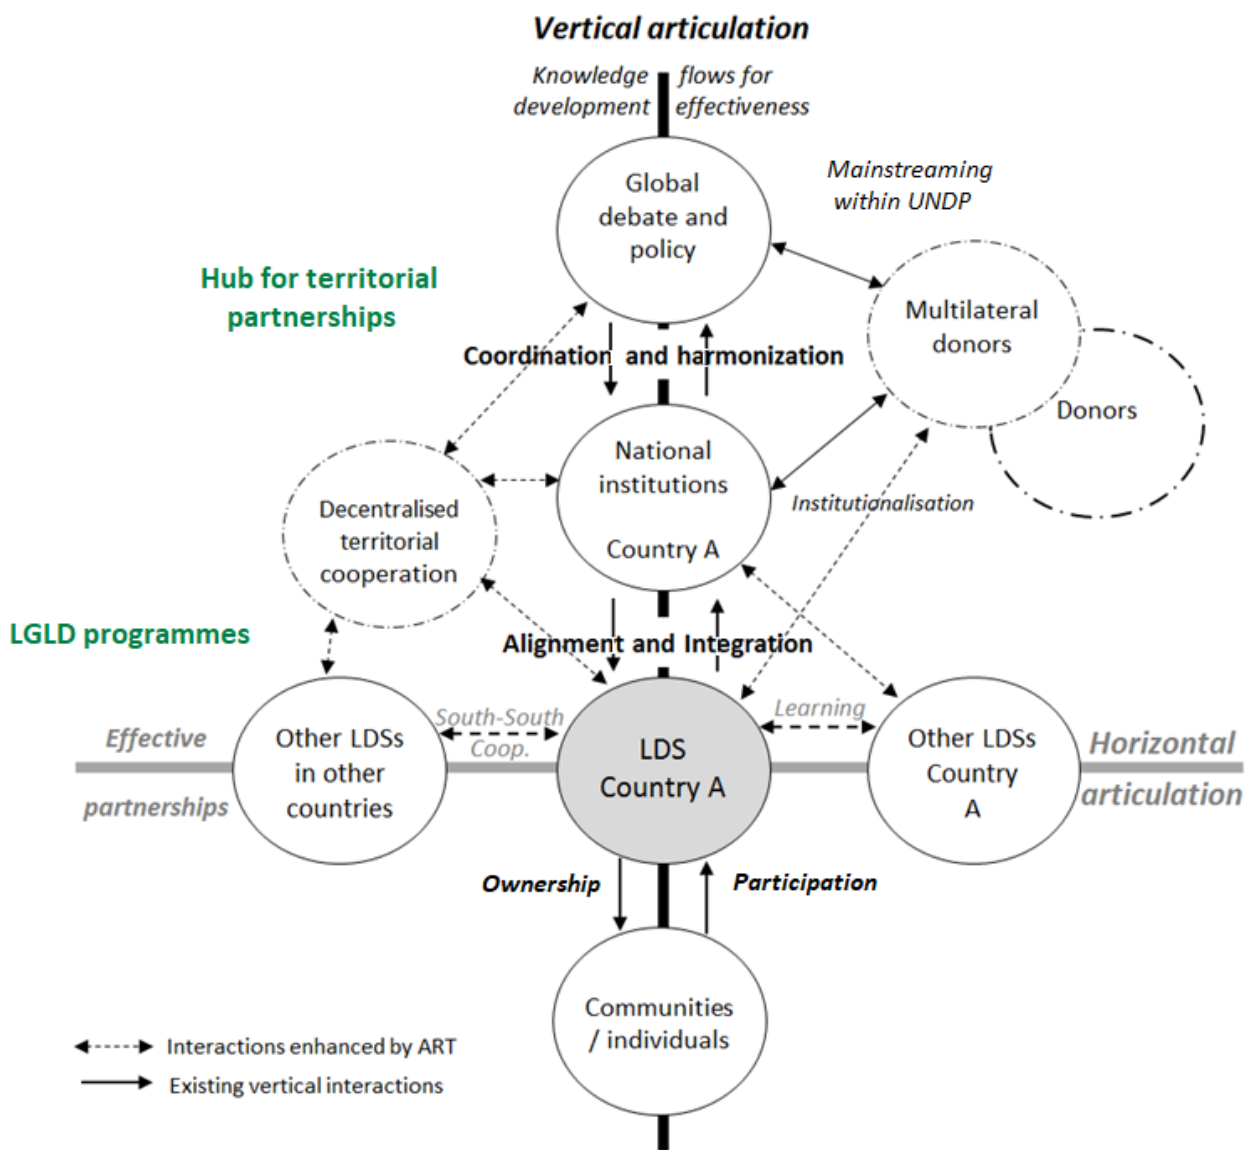 Vertical articulation
Knowledge flows for
development effectiveness
Global
debate and
policy
Mainstreaming
within UNDP
Hub for territorial
partnerships
Multilateral
donors
Coordination and harmonization
Donors
National
institutions
Country A
Institutionalisation
Decentralised
territorial
cooperation
LGLD programmes
Alignment and Integration
Effective
partnerships
Other LDSs
in other
countries
South-South
Coop.
LDS
Country A
Learning
Other LDSs
Country
A
Horizontal
articulation
Ownership
Participation
Communities
/ individuals
Interactions enhanced by ART
Existing vertical interactions